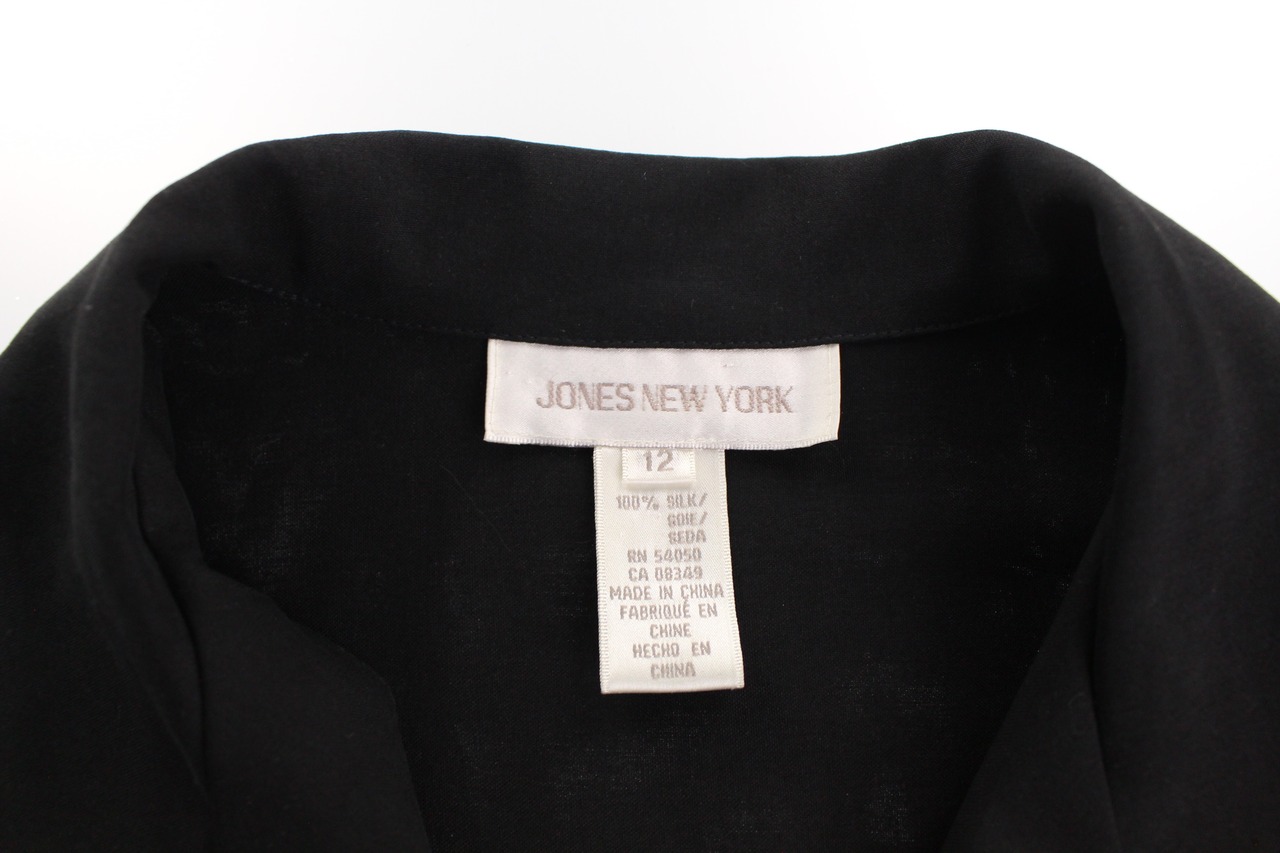 JONES NEW YORK
12
100% SILK/
SOIE/
SEDA
RN 54050
CA 08349
MADE IN CHINA
FABRIQUÉ EN
CHINE
HECHO EN
CHINA